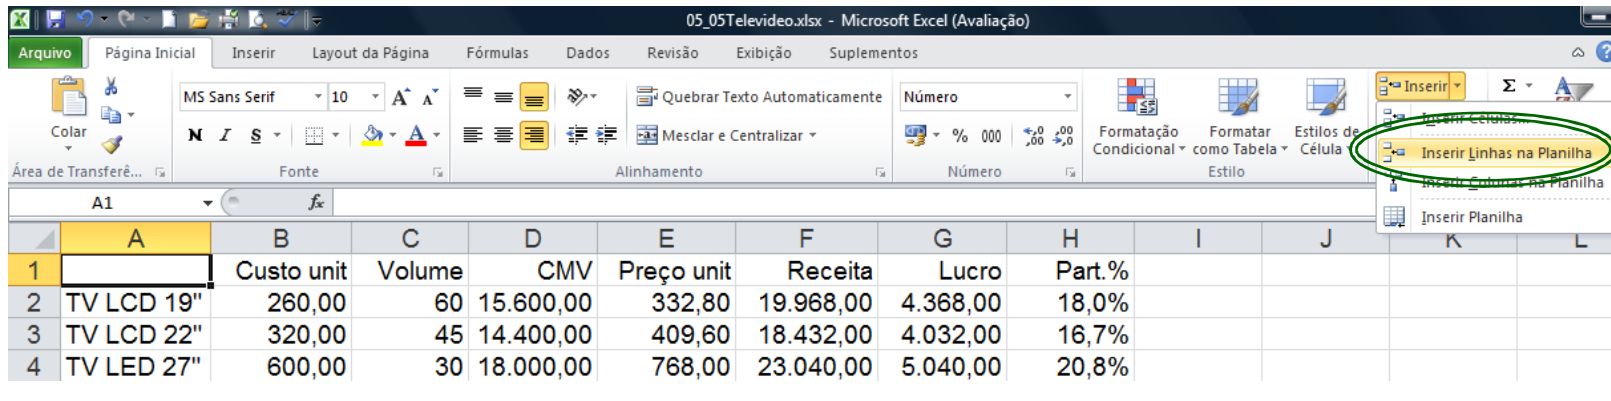 05_05Televideo.xlsx - Microsoft Excel (Avaliação)
Arquivo Página Inicial Inserir Layout da Página Fórmulas Dados Revisão Exibição Suplementos
Colar
Área de Transferê...
MS Sans Serif 10 A A
N I S A
Fonte
Quebrar Texto Automaticamente
Mesclar e Centralizar
Alinhamento
Número
% 000 ,0 ,00 ,00 ,0
Número
Formatação Condicional
Formatar como Tabela
Estilos de Célula
Estilo
Inserir Σ
Inserir Células...
Inserir Linhas na Planilha
Inserir Colunas na Planilha
Inserir Planilha
A1 fx
A B C D E F G H I J K L
1 Custo unit Volume CMV Preço unit Receita Lucro Part.%
2 TV LCD 19" 260,00 60 15.600,00 332,80 19.968,00 4.368,00 18,0%
3 TV LCD 22" 320,00 45 14.400,00 409,60 18.432,00 4.032,00 16,7%
4 TV LED 27" 600,00 30 18.000,00 768,00 23.040,00 5.040,00 20,8%